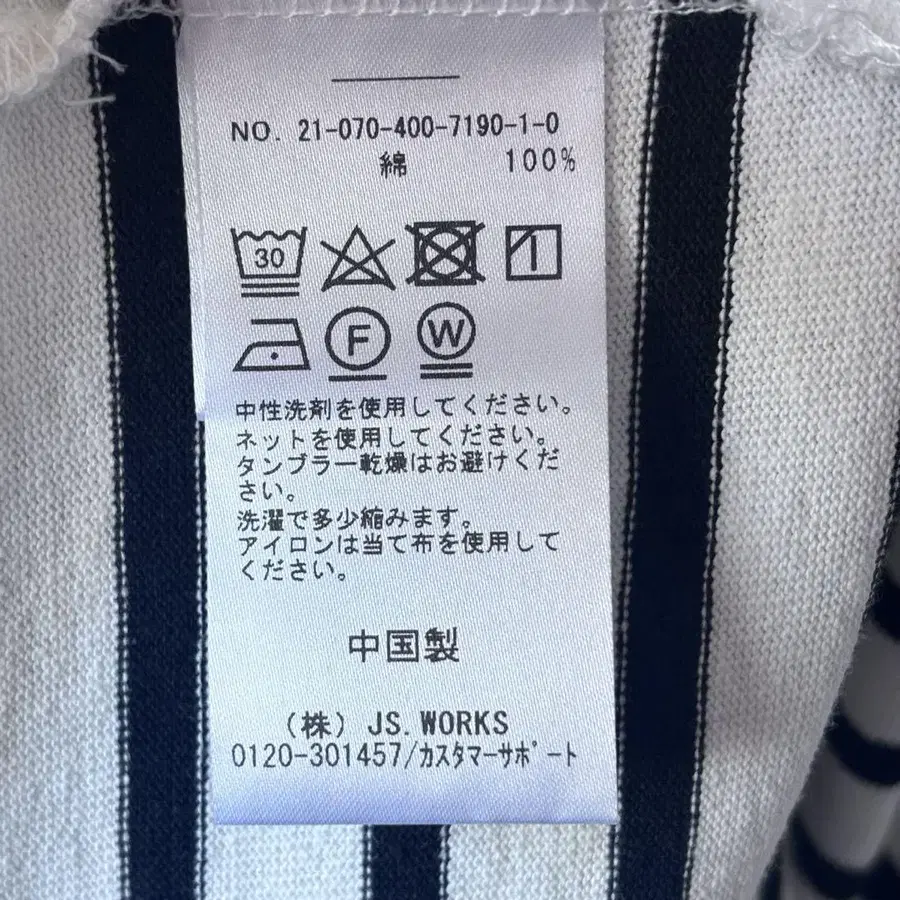 NO. 21-070-400-7190-1-0
綿 100%
30
F W
中性洗剤を使用してください。
ネットを使用してください。
タンブラー乾燥はお避けくだ
さい。
洗濯で多少縮みます。
アイロンは当て布を使用して
ください。
中国製
(株) JS.WORKS
0120-301457/カスタマーサポート